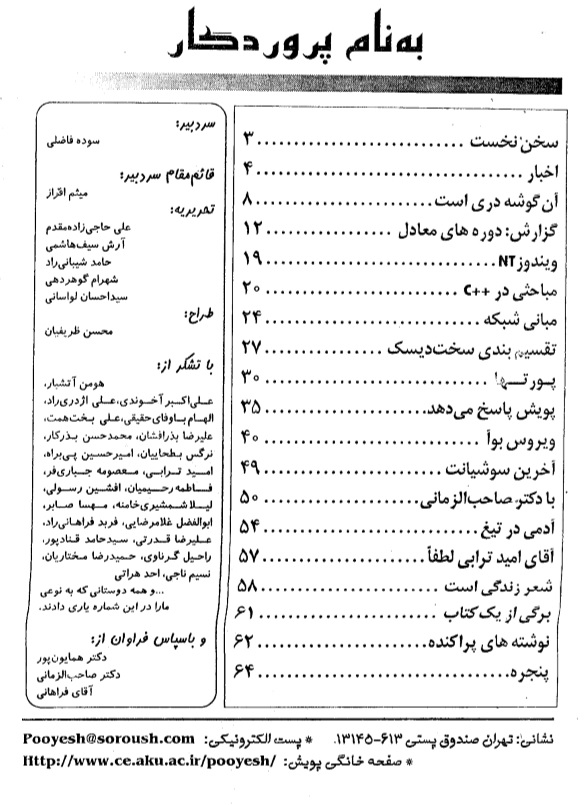 به‌نام پروردگار
سخن نخست ........................... ۳
اخبار ........................... ۴
آن گوشه دری است ........................... ۸
گزارش: دوره های معادل ........................... ۱۲
ویندوز NT ........................... ۱۹
مباحثی در C++ ........................... ۲۰
مبانی شبکه ........................... ۲۴
تقسیم بندی سخت‌دیسک ........................... ۲۷
پورتها ........................... ۳۰
پویش پاسخ می‌دهد ........................... ۳۵
ویروس بوآ ........................... ۴۰
آخرین سوشیانت ........................... ۴۹
با دکتر صاحب‌الزمانی ........................... ۵۰
آدمی در تیغ ........................... ۵۴
آقای امید ترابی لطفاً ........................... ۵۷
شعر زندگی است ........................... ۵۸
برگی از یک کتاب ........................... ۶۱
نوشته های پراکنده ........................... ۶۲
پنجره ........................... ۶۴
سردبیر:
سوده فاضلی
قائم‌مقام سردبیر:
میثم افراز
تحریریه:
علی حاجی‌زاده‌مقدم
آرش سیف‌هاشمی
حامد شیبانی‌راد
شهرام گوهردهی
سیداحسان لواسانی
طراح:
محسن ظریفیان
با تشکر از:
هومن آتشبار،
علی‌اکبر آخوندی، علی اژدری‌راد،
الهام باوفای‌حقیقی، علی بخت‌همت،
علیرضا بذرافشان، محمدحسن بذرکار،
نرگس بطحاییان، امیرحسین پی‌براه،
امید ترابی، معصومه جباری‌فر،
فاطمه رحیمیان، افشین رسولی،
لیلا شمشیری‌خامنه، مهسا صابر،
ابوالفضل غلامرضایی، فربد فراهانی‌راد،
علیرضا قدرتی، سیدحامد قنادپور،
راحیل گرناوی، حمیدرضا مختاریان،
نسیم ناجی، احد هراتی
...و همه دوستانی که به نوعی
مارا در این شماره یاری دادند.
و باسپاس فراوان از:
دکتر همایون‌پور
دکتر صاحب‌الزمانی
آقای فراهانی
نشانی: تهران صندوق پستی ۶۱۳-۱۳۱۴۵. * پست الکترونیکی: Pooyesh@soroush.com
* صفحه خانگی پویش: Http://www.ce.aku.ac.ir/pooyesh/